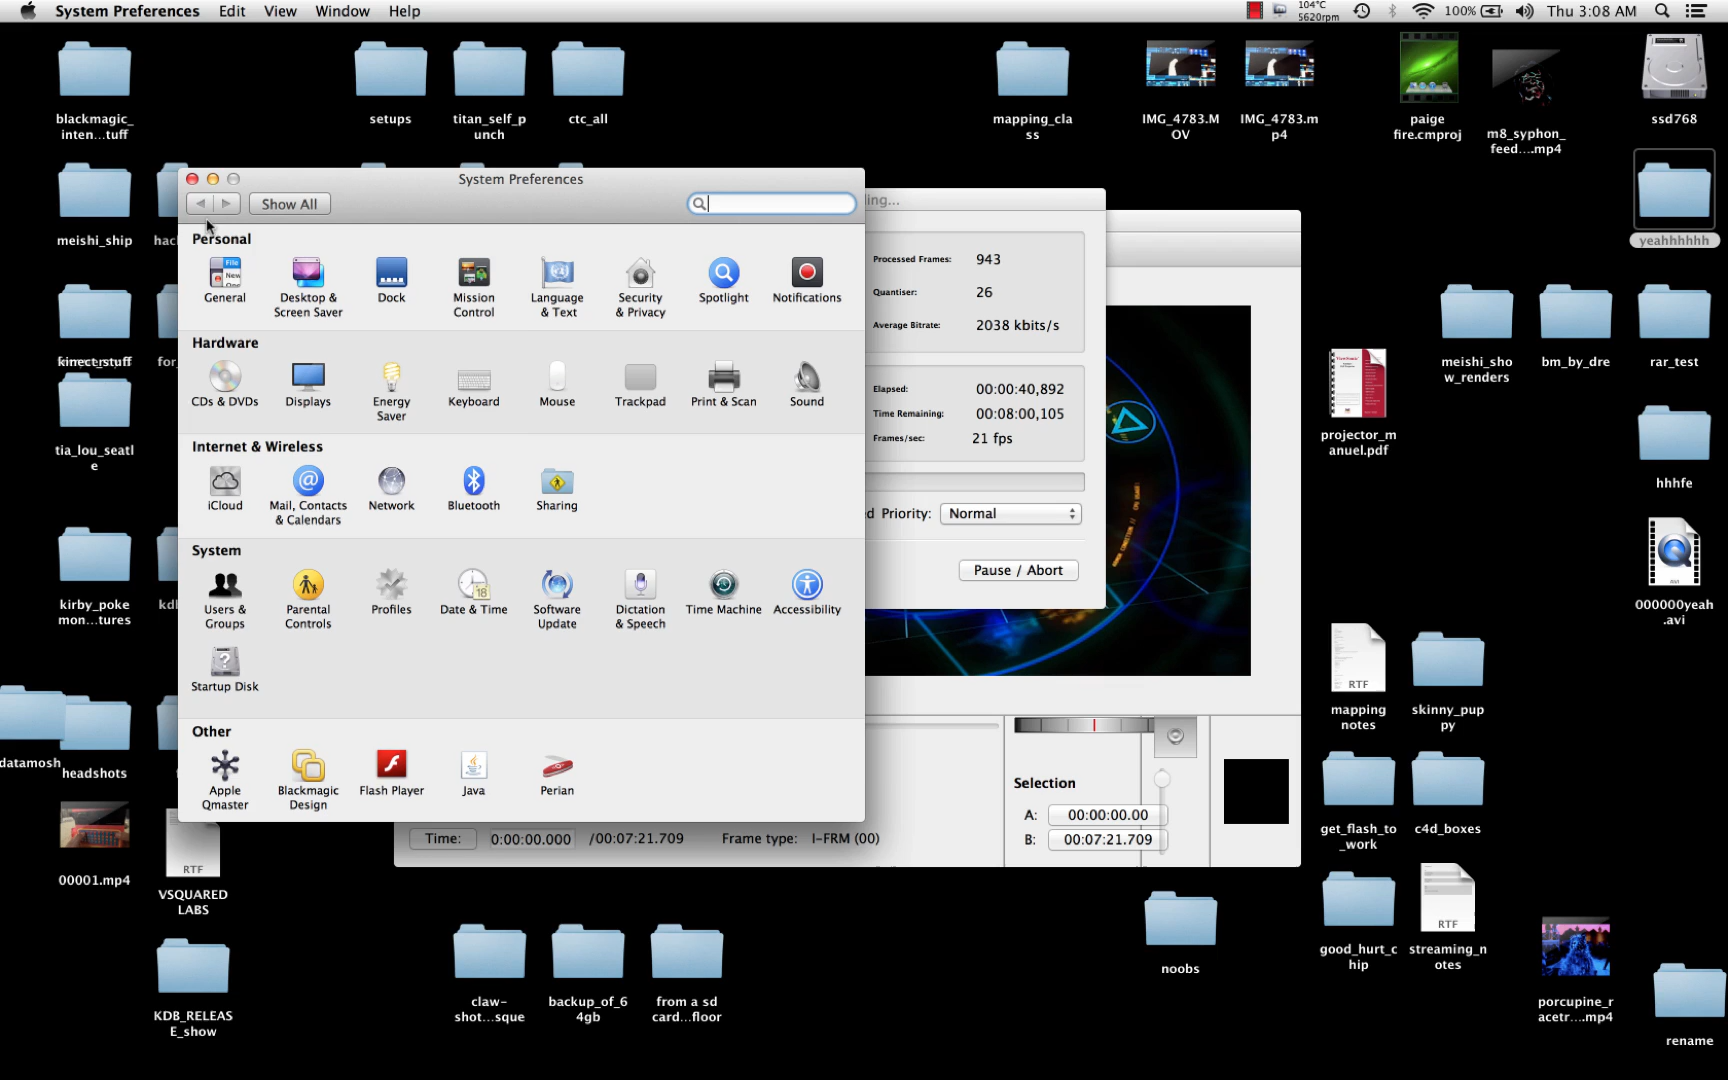 System Preferences Edit View Window Help
104°C
5620rpm
100%
Thu 3:08 AM
blackmagic_
inten...tuff
setups
titan_self_p
unch
ctc_all
mapping_cla
ss
IMG_4783.M
OV
IMG_4783.m
p4
paige
fire.cmproj
m8_syphon_
feed....mp4
ssd768
System Preferences
Show All
ling...
meishi_ship
yeahhhhhh
Personal
General
Desktop &
Screen Saver
Dock
Mission
Control
Language
& Text
Security
& Privacy
Spotlight
Notifications
Processed Frames: 943
Quantiser: 26
Average Bitrate: 2038 kbits/s
Hardware
CDs & DVDs
Displays
Energy
Saver
Keyboard
Mouse
Trackpad
Print & Scan
Sound
Elapsed: 00:00:40,892
Time Remaining: 00:08:00,105
Frames/sec: 21 fps
for_
meishi_sho
w_renders
bm_by_dre
rar_test
tia_lou_seatl
e
projector_m
anuel.pdf
hhhfe
Internet & Wireless
iCloud
Mail, Contacts
& Calendars
Network
Bluetooth
Sharing
d Priority: Normal
Pause / Abort
System
Users &
Groups
Parental
Controls
Profiles
Date & Time
18
Software
Update
Dictation
& Speech
Time Machine
Accessibility
Startup Disk
kirby_poke
mon...tures
000000yeah
.avi
RTF
mapping
notes
skinny_pup
py
Other
Apple
Qmaster
Blackmagic
Design
Flash Player
Java
Perian
datamosh
headshots
Selection
A: 00:00:00.00
B: 00:07:21.709
Time: 0:00:00.000 /00:07:21.709 Frame type: I-FRM (00)
get_flash_to
_work
c4d_boxes
00001.mp4
RTF
VSQUARED
LABS
RTF
good_hurt_c
hip
streaming_n
otes
noobs
KDB_RELEAS
E_show
claw-
shot...sque
backup_of_6
4gb
from a sd
card...floor
porcupine_r
acetr....mp4
rename